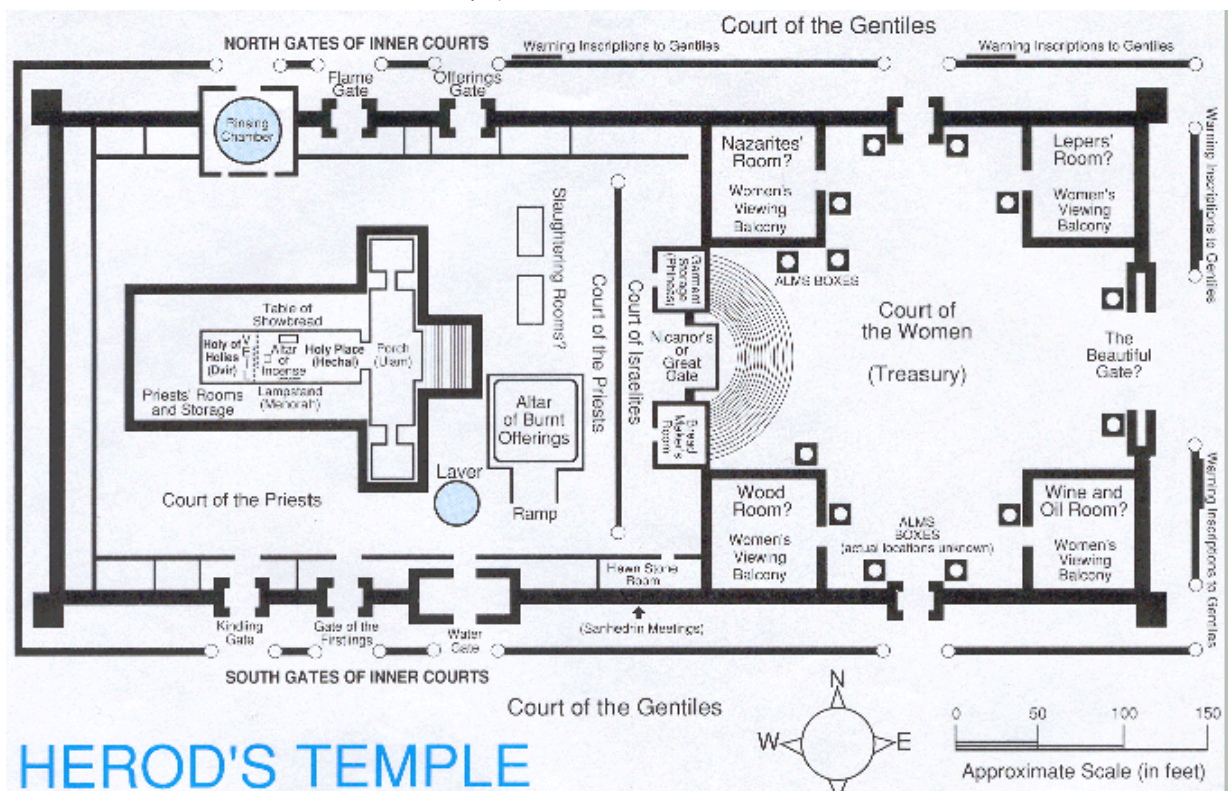 Court of the Gentiles
NORTH GATES OF INNER COURTS
Warning Inscriptions to Gentiles
Warning Inscriptions to Gentiles
Flame
Gate
Offerings
Gate
Rinsing
Chamber
Nazarites'
Room?
Women's
Viewing
Balcony
Lepers'
Room?
Women's
Viewing
Balcony
Warning Inscriptions to Gentiles
Slaughtering Rooms?
Court of the Priests
Court of Israelites
Garment
Storage
(Phineas)
ALMS BOXES
Table of
Showbread
Holy of
Holies
(Dvir)
VEIL
Altar
of
Incense
Holy Place
(Hechal)
Porch
(Ulam)
Lampstand
(Menorah)
Priests' Rooms
and Storage
Nicanor's
or
Great
Gate
Court of
the Women
(Treasury)
The
Beautiful
Gate?
Altar
of Burnt
Offerings
Bread
Maker's
Room
Laver
Ramp
Court of the Priests
Wood
Room?
Women's
Viewing
Balcony
ALMS
BOXES
(actual locations unknown)
Wine and
Oil Room?
Women's
Viewing
Balcony
Warning Inscriptions to Gentiles
Hewn Stone
Room
(Sanhedrin Meetings)
Kindling
Gate
Gate of the
Firstlings
Water
Gate
SOUTH GATES OF INNER COURTS
Court of the Gentiles
N
W
E
0 50 100 150
Approximate Scale (in feet)
HEROD'S TEMPLE